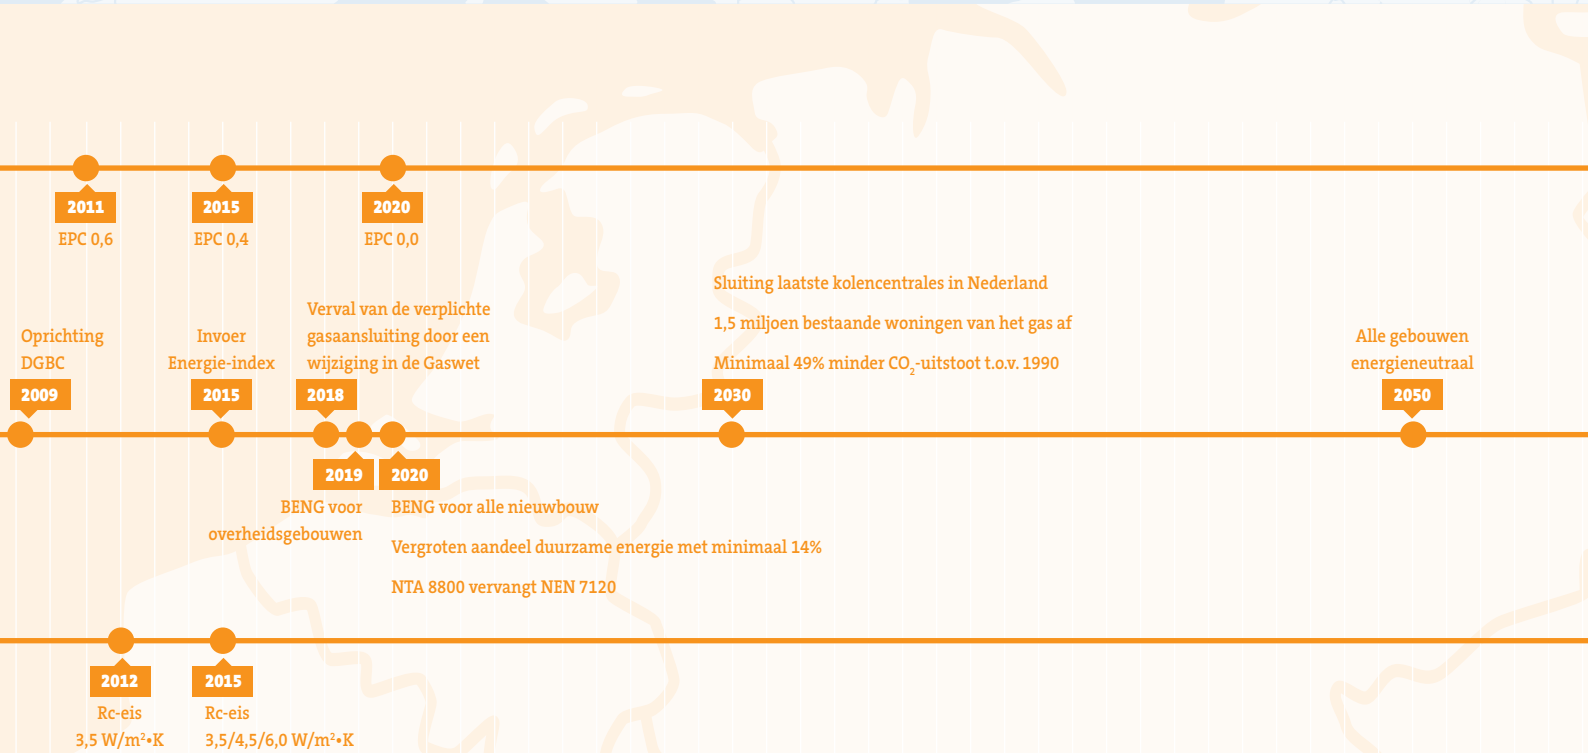 2011
EPC 0,6
2015
EPC 0,4
2020
EPC 0,0
Oprichting
DGBC
2009
Invoer
Energie-index
2015
Verval van de verplichte
gasaansluiting door een
wijziging in de Gaswet
2018
Sluiting laatste kolencentrales in Nederland
1,5 miljoen bestaande woningen van het gas af
Minimaal 49% minder CO₂-uitstoot t.o.v. 1990
2030
Alle gebouwen
energieneutraal
2050
2019
BENG voor
overheidsgebouwen
2020
BENG voor alle nieuwbouw
Vergroten aandeel duurzame energie met minimaal 14%
NTA 8800 vervangt NEN 7120
2012
Rc-eis
3,5 W/m²•K
2015
Rc-eis
3,5/4,5/6,0 W/m²•K